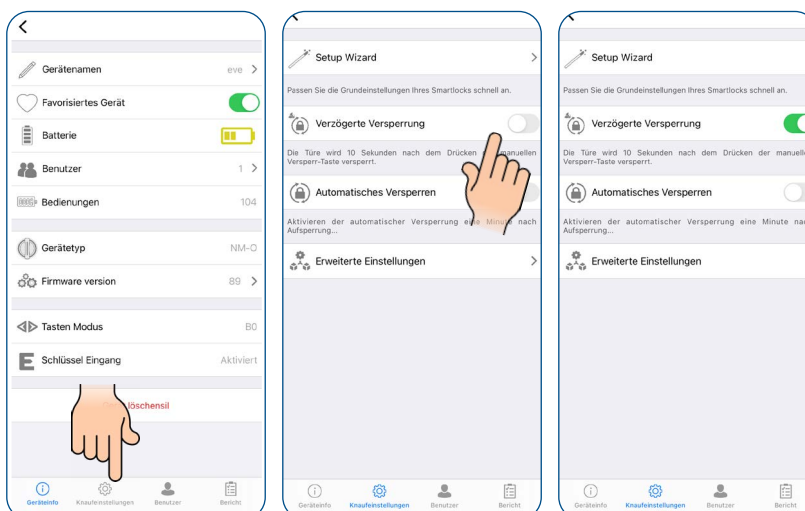 Gerätenamen eve
Favorisiertes Gerät
Batterie
Benutzer 1
Bedienungen 104
Gerätetyp NM-O
Firmware version 89
Tasten Modus B0
Schlüssel Eingang Aktiviert
löschensil
Geräteinfo Knaufeinstellungen Benutzer Bericht
Setup Wizard
Passen Sie die Grundeinstellungen Ihres Smartlocks schnell an.
Verzögerte Versperrung
Die Türe wird 10 Sekunden nach dem Drücken manuellen
Versperr-Taste versperrt.
Automatisches Versperren
Aktivieren der automatischer Versperrung eine Minute nach
Aufsperrung...
Erweiterte Einstellungen
Geräteinfo Knaufeinstellungen Benutzer Bericht
Setup Wizard
Passen Sie die Grundeinstellungen Ihres Smartlocks schnell an.
Verzögerte Versperrung
Die Türe wird 10 Sekunden nach dem Drücken der manuelle
Versperr-Taste versperrt.
Automatisches Versperren
Aktivieren der automatischer Versperrung eine Minute nac
Aufsperrung...
Erweiterte Einstellungen
Geräteinfo Knaufeinstellungen Benutzer Bericht